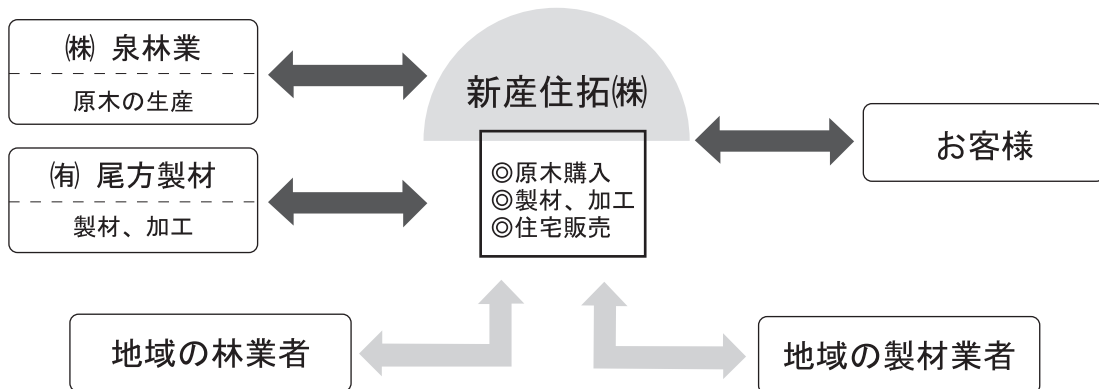 ㈱ 泉林業
原木の生産
㈲ 尾方製材
製材、加工
新産住拓㈱
◎原木購入
◎製材、加工
◎住宅販売
お客様
地域の林業者
地域の製材業者